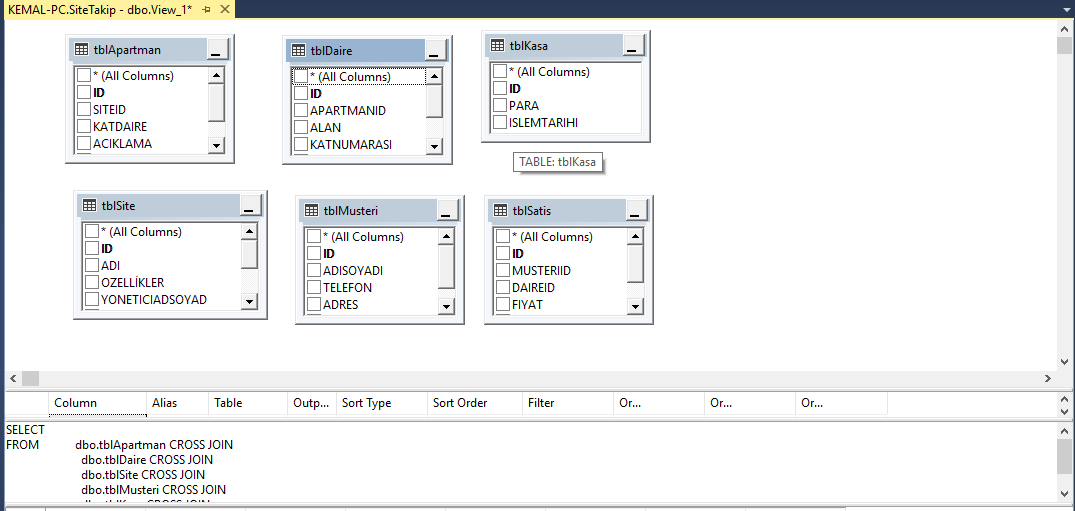 KEMAL-PC.SiteTakip - dbo.View_1*
tblApartman
* (All Columns)
ID
SITEID
KATDAIRE
ACIKLAMA
tblDaire
* (All Columns)
ID
APARTMANID
ALAN
KATNUMARASI
tblKasa
* (All Columns)
ID
PARA
ISLEMTARIHI
TABLE: tblKasa
tblSite
* (All Columns)
ID
ADI
OZELLİKLER
YONETICIADSOYAD
tblMusteri
* (All Columns)
ID
ADISOYADI
TELEFON
ADRES
tblSatis
* (All Columns)
ID
MUSTERIID
DAIREID
FIYAT
Column Alias Table Outp... Sort Type Sort Order Filter Or... Or... Or...
SELECT
FROM dbo.tblApartman CROSS JOIN
dbo.tblDaire CROSS JOIN
dbo.tblSite CROSS JOIN
dbo.tblMusteri CROSS JOIN